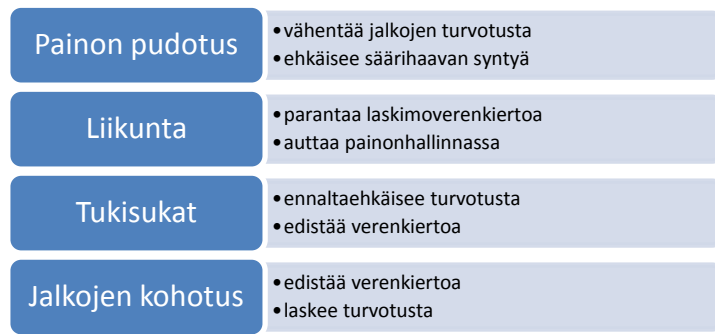 Painon pudotus
•vähentää jalkojen turvotusta
•ehkäisee säärihaavan syntyä
Liikunta
•parantaa laskimoverenkiertoa
•auttaa painonhallinnassa
Tukisukat
•ennaltaehkäisee turvotusta
•edistää verenkiertoa
Jalkojen kohotus
•edistää verenkiertoa
•laskee turvotusta